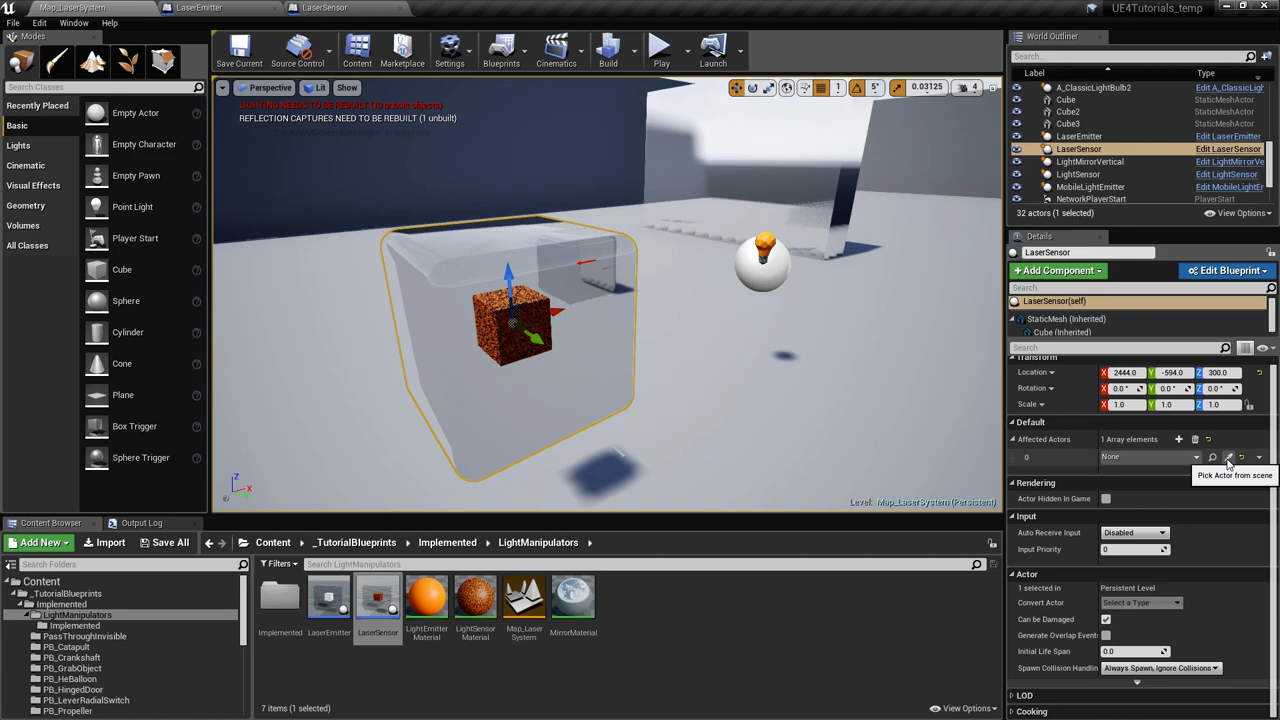 Map_LaserSystem
LaserEmitter
LaserSensor
UE4Tutorials_temp
File Edit Window Help
Modes
Search Classes
Recently Placed
Basic
Lights
Cinematic
Visual Effects
Geometry
Volumes
All Classes
Empty Actor
Empty Character
Empty Pawn
Point Light
Player Start
Cube
Sphere
Cylinder
Cone
Plane
Box Trigger
Sphere Trigger
Save Current
Source Control
Content
Marketplace
Settings
Blueprints
Cinematics
Build
Play
Launch
Perspective Lit Show
1 5° 0.03125 4
LIGHTING NEEDS TO BE REBUILT (10 unbuilt objects)
REFLECTION CAPTURES NEED TO BE REBUILT (1 unbuilt)
Level: Map_LaserSystem (Persistent)
World Outliner
Search...
Label Type
A_ClassicLightBulb2 Edit A_ClassicLigh
Cube StaticMeshActor
Cube2 StaticMeshActor
Cube3 StaticMeshActor
LaserEmitter Edit LaserEmitter
LaserSensor Edit LaserSensor
LightMirrorVertical Edit LightMirrorVe
LightSensor Edit LightSensor
MobileLightEmitter Edit MobileLightEr
NetworkPlayerStart PlayerStart
32 actors (1 selected) View Options
Details
LaserSensor
Add Component Edit Blueprint
Search
LaserSensor(self)
StaticMesh (Inherited)
Cube (Inherited)
Search
Transform
Location X 2444.0 Y -594.0 Z 300.0
Rotation X 0.0 ° Y 0.0 ° Z 0.0 °
Scale X 1.0 Y 1.0 Z 1.0
Default
Affected Actors 1 Array elements
0 None
Pick Actor from scene
Rendering
Actor Hidden In Game
Input
Auto Receive Input Disabled
Input Priority 0
Actor
1 selected in Persistent Level
Convert Actor Select a Type
Can be Damaged
Generate Overlap Event
Initial Life Span 0.0
Spawn Collision Handlin Always Spawn, Ignore Collisions
LOD
Cooking
Content Browser Output Log
Add New Import Save All Content _TutorialBlueprints Implemented LightManipulators
Search Folders
Filters Search LightManipulators
Content
_TutorialBlueprints
Implemented
LightManipulators
Implemented
PassThroughInvisible
PB_Catapult
PB_Crankshaft
PB_GrabObject
PB_HeBalloon
PB_HingedDoor
PB_LeverRadialSwitch
PB_Propeller
Implemented
LaserEmitter
LaserSensor
LightEmitter
Material
LightSensor
Material
Map_Laser
System
MirrorMaterial
7 items (1 selected) View Options